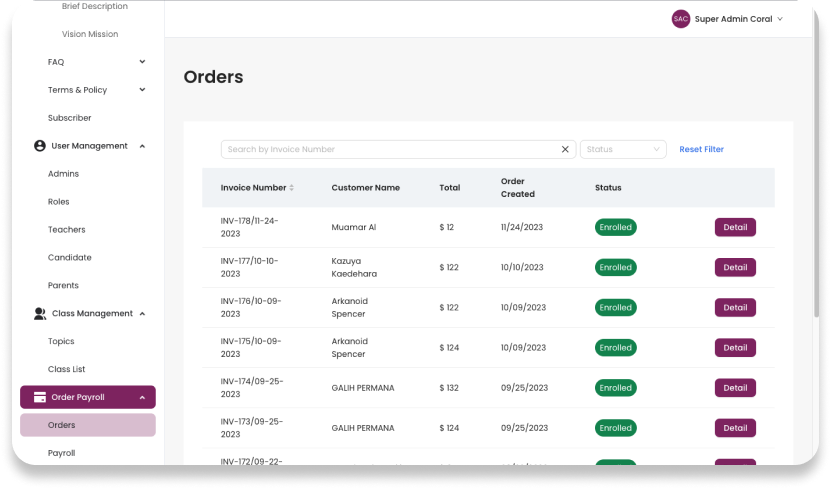 Brief Description
Vision Mission
FAQ
Terms & Policy
Subscriber
User Management
Admins
Roles
Teachers
Candidate
Parents
Class Management
Topics
Class List
Order Payroll
Orders
Payroll
SAC Super Admin Coral
Orders
Search by Invoice Number Status Reset Filter
Invoice Number Customer Name Total Order Created Status
INV-178/11-24-2023 Muamar Al $ 12 11/24/2023 Enrolled Detail
INV-177/10-10-2023 Kazuya Kaedehara $ 122 10/10/2023 Enrolled Detail
INV-176/10-09-2023 Arkanoid Spencer $ 122 10/09/2023 Enrolled Detail
INV-175/10-09-2023 Arkanoid Spencer $ 124 10/09/2023 Enrolled Detail
INV-174/09-25-2023 GALIH PERMANA $ 132 09/25/2023 Enrolled Detail
INV-173/09-25-2023 GALIH PERMANA $ 124 09/25/2023 Enrolled Detail
INV-172/09-22-